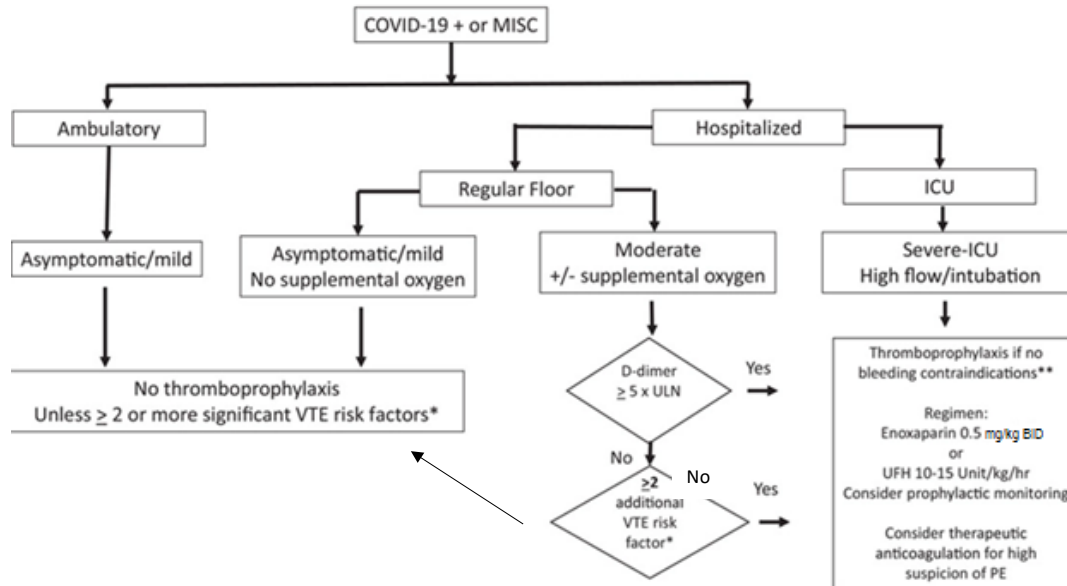 COVID-19 + or MISC
Ambulatory
Hospitalized
Regular Floor
ICU
Asymptomatic/mild
Asymptomatic/mild
No supplemental oxygen
Moderate
+/- supplemental oxygen
Severe-ICU
High flow/intubation
No thromboprophylaxis
Unless ≥ 2 or more significant VTE risk factors*
D-dimer
≥ 5 x ULN
Yes
No
No
≥2
additional
VTE risk
factor*
Yes
Thromboprophylaxis if no
bleeding contraindications**
Regimen:
Enoxaparin 0.5 mg/kg BID
or
UFH 10-15 Unit/kg/hr
Consider prophylactic monitoring
Consider therapeutic
anticoagulation for high
suspicion of PE